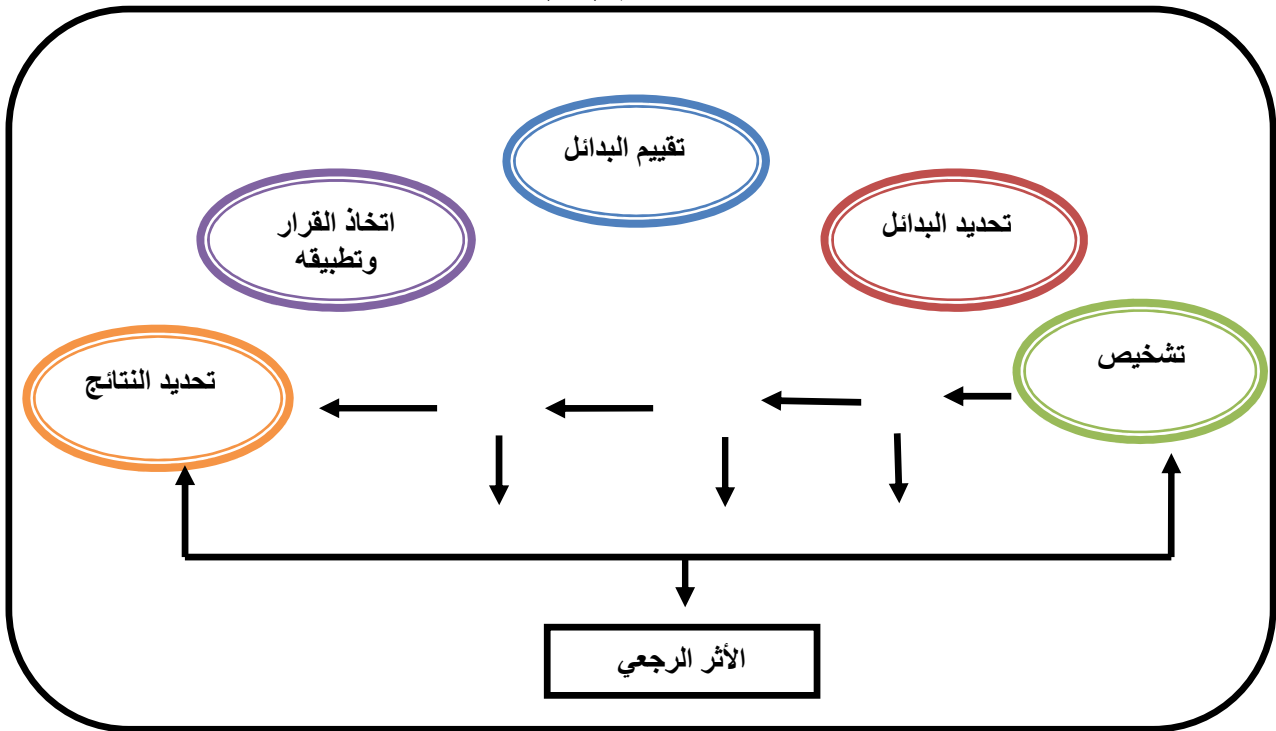 تشخيص
تحديد البدائل
تقييم البدائل
اتخاذ القرار
وتطبيقه
تحديد النتائج
الأثر الرجعي